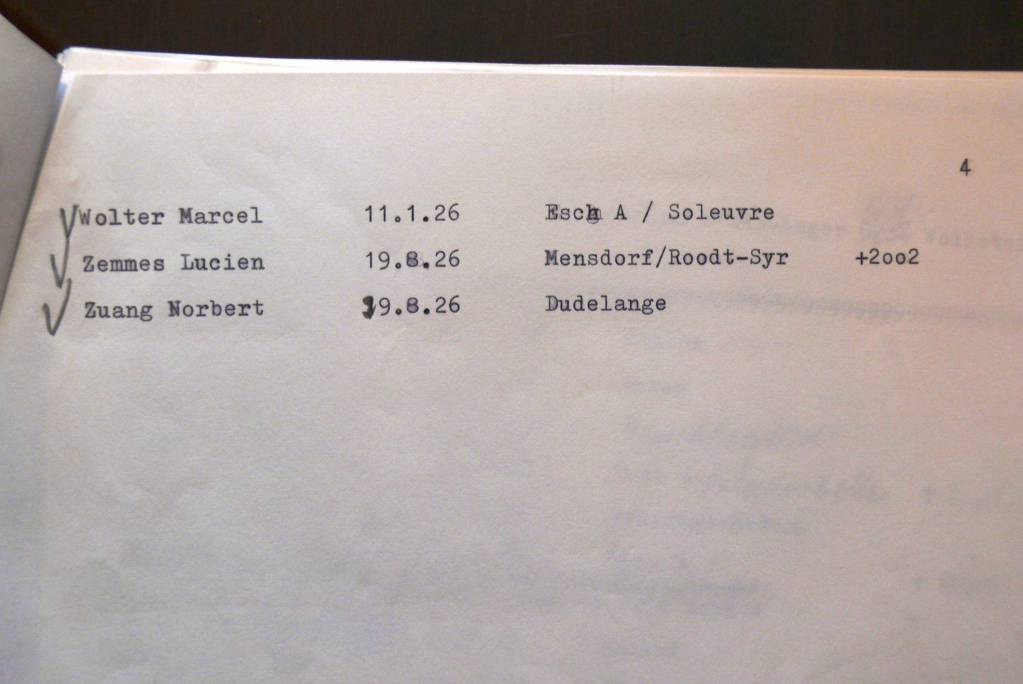 4
Wolter Marcel 11.1.26 Esch A / Soleuvre
Zemmes Lucien 19.8.26 Mensdorf/Roodt-Syr +2oo2
Zuang Norbert 9.8.26 Dudelange